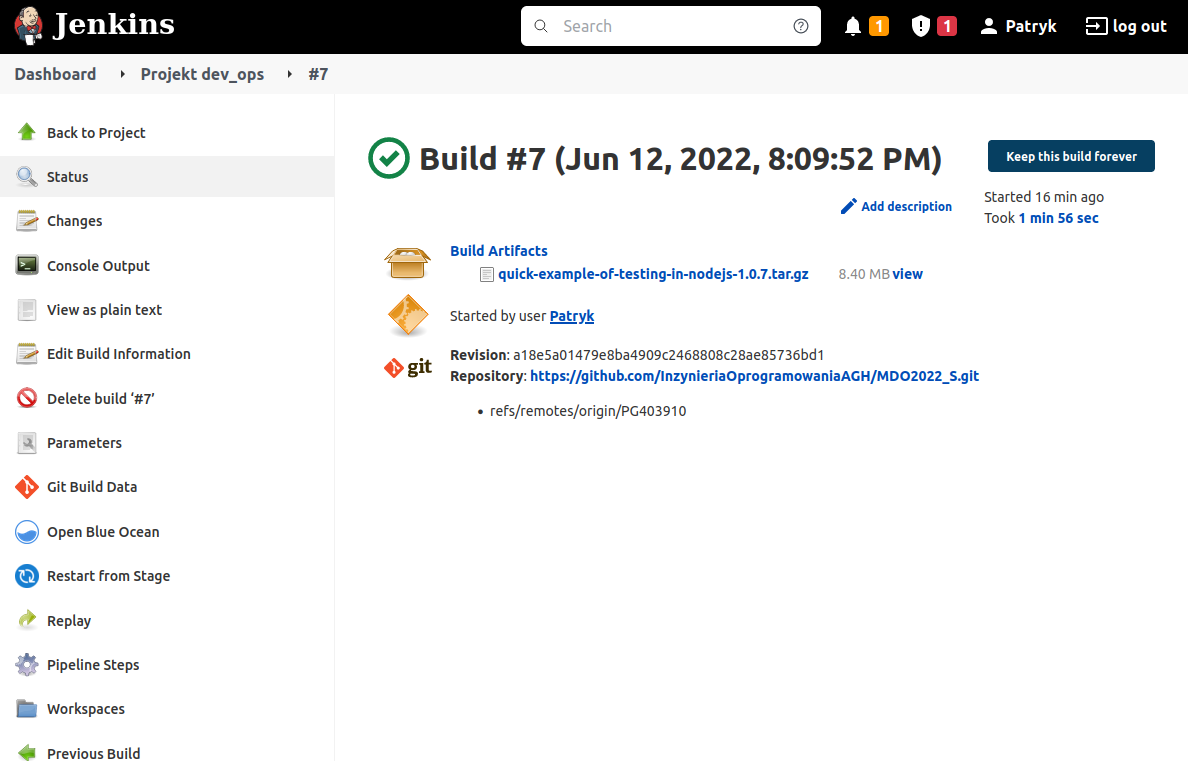 Jenkins
Search
1
1
Patryk
log out
Dashboard
Projekt dev_ops
#7
Back to Project
Status
Changes
Console Output
View as plain text
Edit Build Information
Delete build ‘#7’
Parameters
Git Build Data
Open Blue Ocean
Restart from Stage
Replay
Pipeline Steps
Workspaces
Previous Build
Build #7 (Jun 12, 2022, 8:09:52 PM)
Keep this build forever
Add description
Started 16 min ago
Took 1 min 56 sec
Build Artifacts
quick-example-of-testing-in-nodejs-1.0.7.tar.gz 8.40 MB view
Started by user Patryk
git
Revision: a18e5a01479e8ba4909c2468808c28ae85736bd1
Repository: https://github.com/InzynieriaOprogramowaniaAGH/MDO2022_S.git
• refs/remotes/origin/PG403910